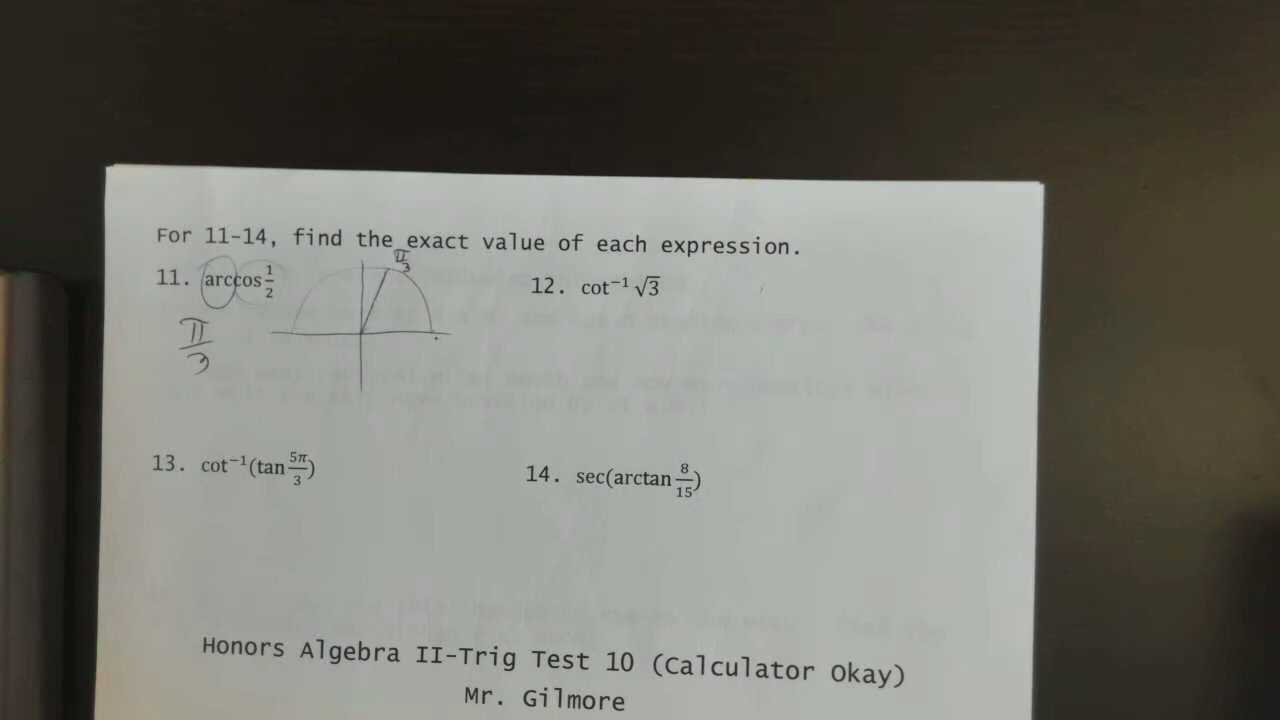 For 11-14, find the exact value of each expression.
11. arccos 1/2
π/3
12. cot⁻¹ √3
π/3
13. cot⁻¹(tan 5π/3)
14. sec(arctan 8/15)
Honors Algebra II-Trig Test 10 (Calculator Okay)
Mr. Gilmore